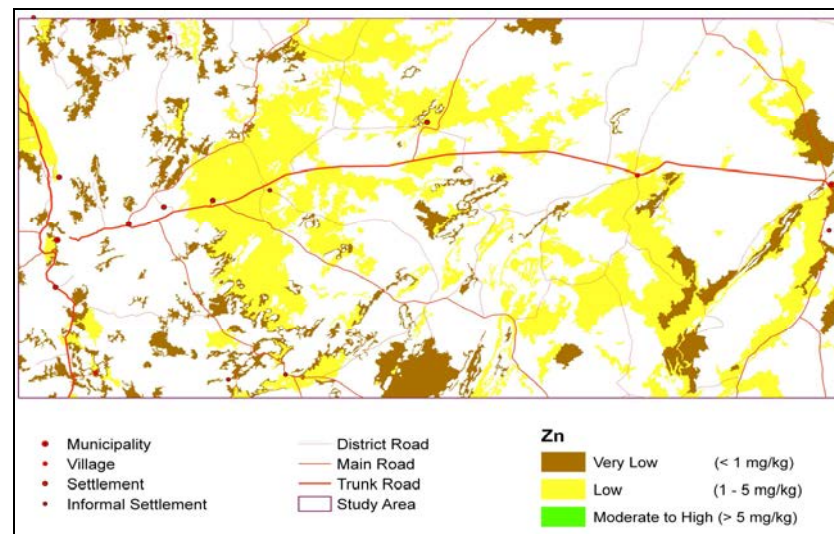 Municipality
Village
Settlement
Informal Settlement
District Road
Main Road
Trunk Road
Study Area
Zn
Very Low (< 1 mg/kg)
Low (1 - 5 mg/kg)
Moderate to High (> 5 mg/kg)